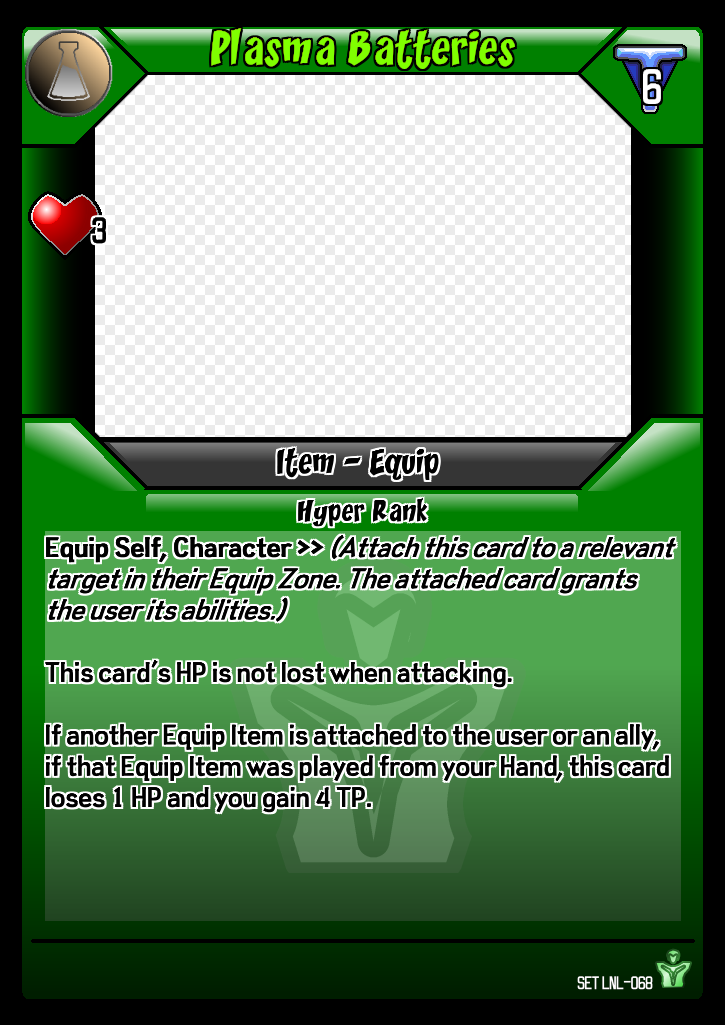 Plasma Batteries
6
3
Item - Equip
Hyper Rank
Equip Self, Character >> (Attach this card to a relevant
target in their Equip Zone. The attached card grants
the user its abilities.)
This card's HP is not lost when attacking.
If another Equip Item is attached to the user or an ally,
if that Equip Item was played from your Hand, this card
loses 1 HP and you gain 4 TP.
SET LNL-068